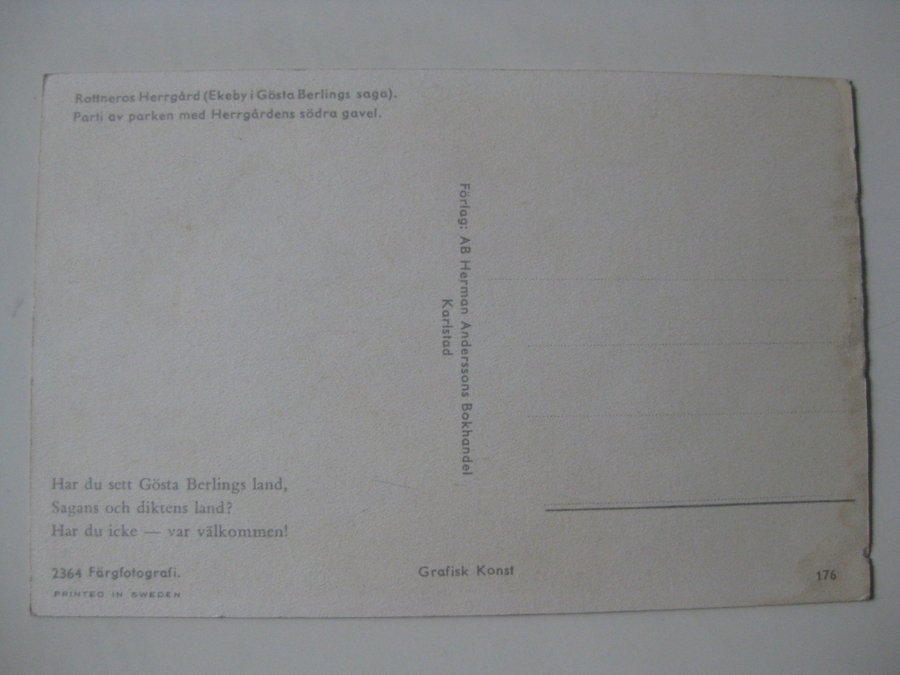 Rottneros Herrgård (Ekeby i Gösta Berlings saga).
Parti av parken med Herrgårdens södra gavel.
Förlag: AB Herman Anderssons Bokhandel
Karlstad
Har du sett Gösta Berlings land,
Sagans och diktens land?
Har du icke — var välkommen!
2364 Färgfotografi.
PRINTED IN SWEDEN
Grafisk Konst
176